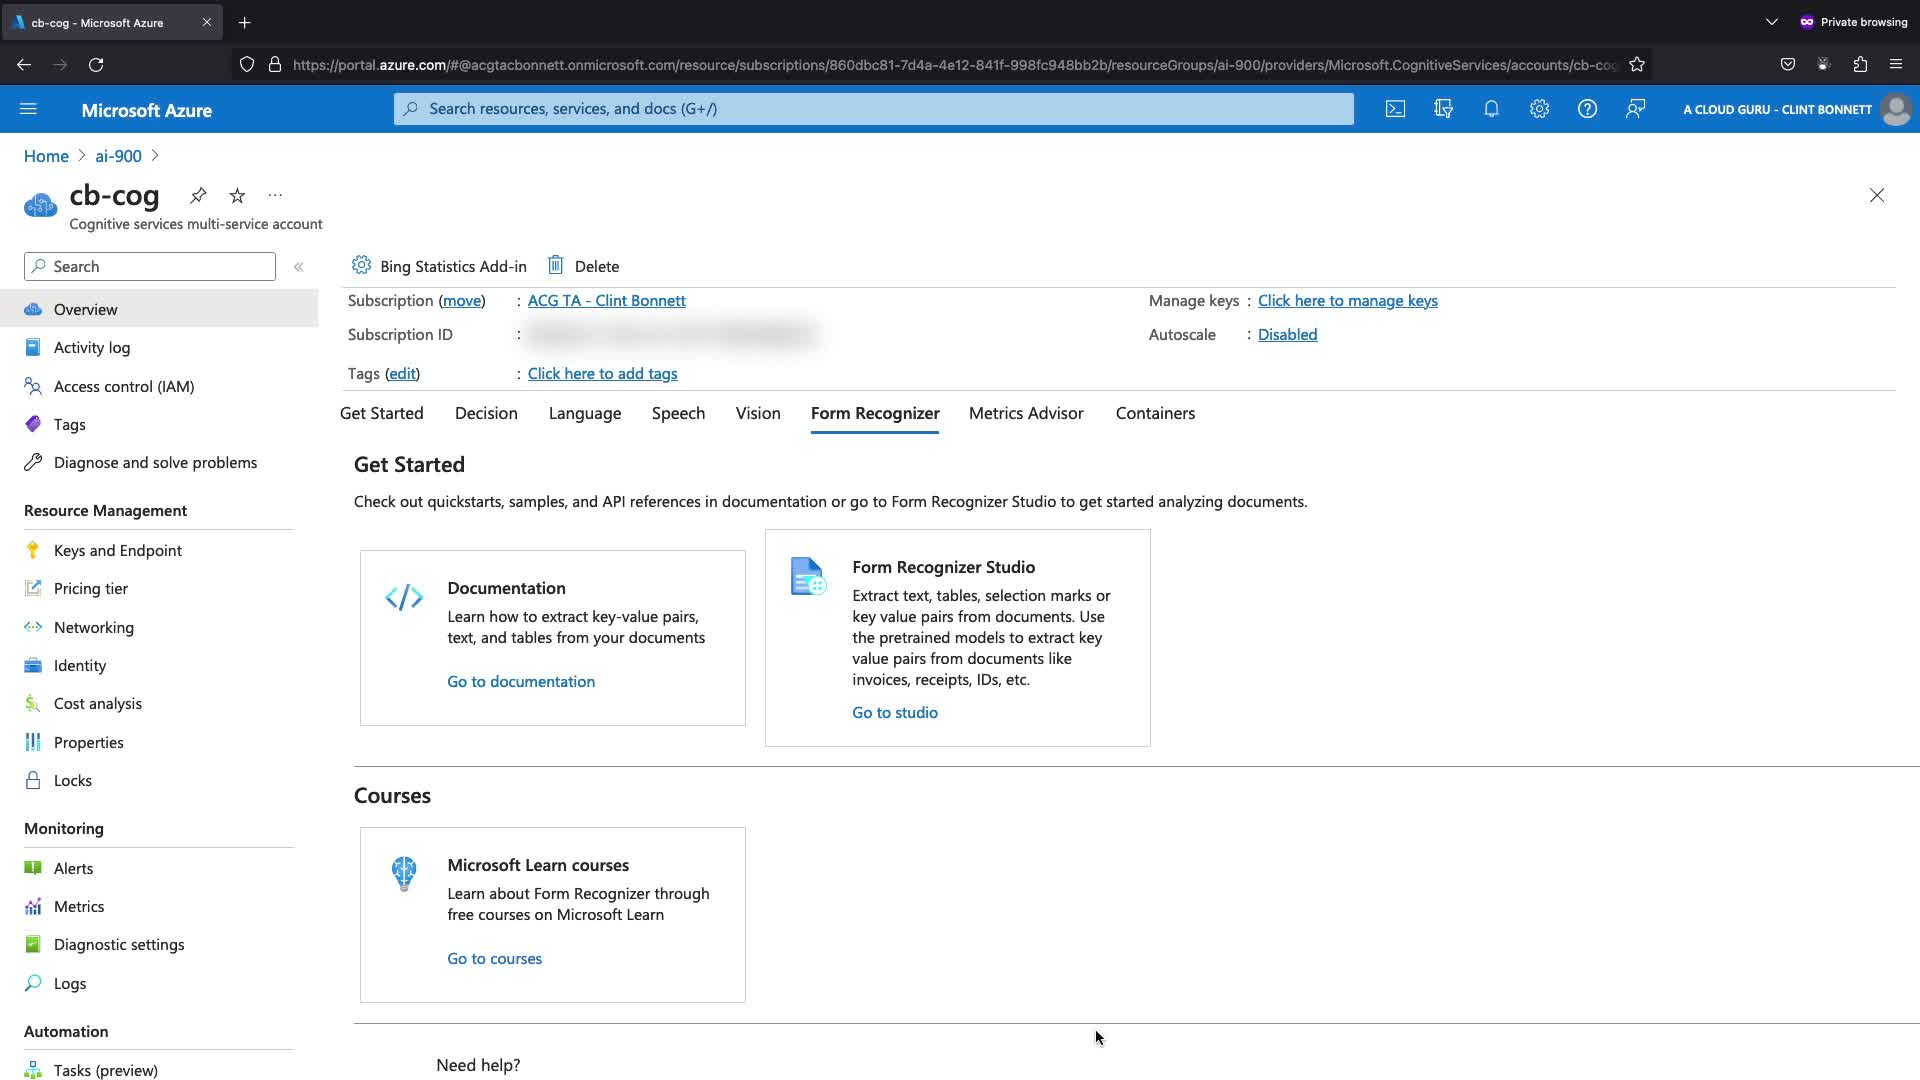 cb-cog - Microsoft Azure
Private browsing
https://portal.azure.com/#@acgtacbonnett.onmicrosoft.com/resource/subscriptions/860dbc81-7d4a-4e12-841f-998fc948bb2b/resourceGroups/ai-900/providers/Microsoft.CognitiveServices/accounts/cb-cog
Microsoft Azure
Search resources, services, and docs (G+/)
A CLOUD GURU - CLINT BONNETT
Home > ai-900 >
cb-cog
Cognitive services multi-service account
Search
Overview
Activity log
Access control (IAM)
Tags
Diagnose and solve problems
Resource Management
Keys and Endpoint
Pricing tier
Networking
Identity
Cost analysis
Properties
Locks
Monitoring
Alerts
Metrics
Diagnostic settings
Logs
Automation
Tasks (preview)
Bing Statistics Add-in
Delete
Subscription (move) : ACG TA - Clint Bonnett
Subscription ID :
Tags (edit) : Click here to add tags
Manage keys : Click here to manage keys
Autoscale : Disabled
Get Started Decision Language Speech Vision Form Recognizer Metrics Advisor Containers
Get Started
Check out quickstarts, samples, and API references in documentation or go to Form Recognizer Studio to get started analyzing documents.
Documentation
Learn how to extract key-value pairs,
text, and tables from your documents
Go to documentation
Form Recognizer Studio
Extract text, tables, selection marks or
key value pairs from documents. Use
the pretrained models to extract key
value pairs from documents like
invoices, receipts, IDs, etc.
Go to studio
Courses
Microsoft Learn courses
Learn about Form Recognizer through
free courses on Microsoft Learn
Go to courses
Need help?